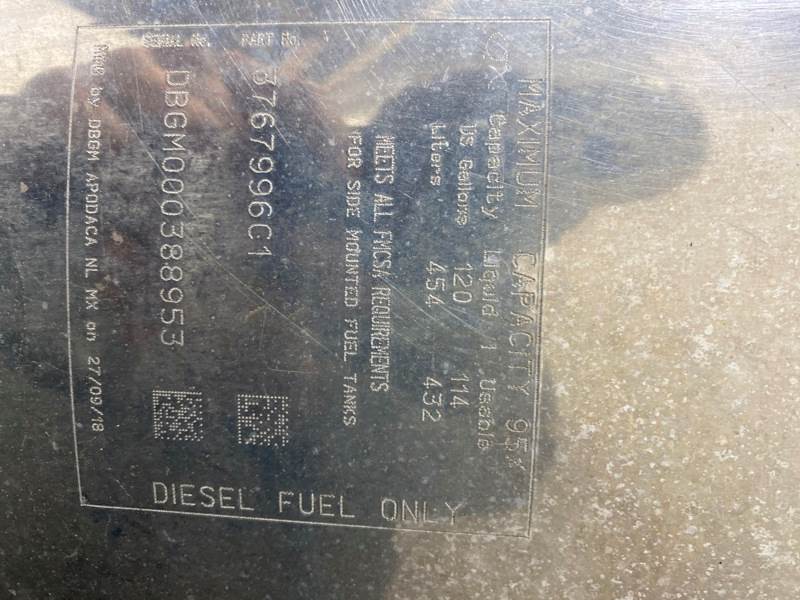 MAXIMUM CAPACITY 95%
Capacity Liquid / Usable
US Gallons 120 114
Liters 454 432
MEETS ALL FMCSA REQUIREMENTS
FOR SIDE MOUNTED FUEL TANKS
PART No.
3767996C1
SERIAL No.
DBGM000388953
Made by DBGM APODACA NL MX on 27/09/18
DIESEL FUEL ONLY